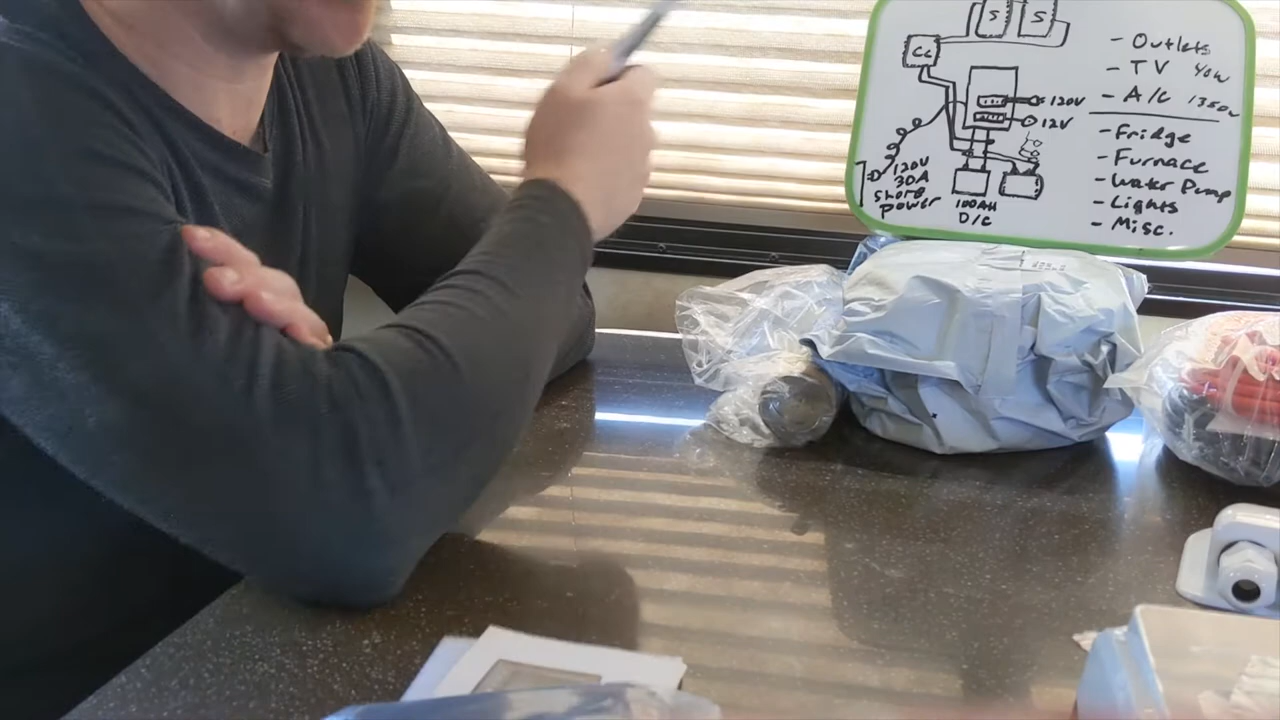 S S
Cc
120V
12V
120V
30A
shore
power
100AH
D/C
- Outlets
- TV 40w
- A/C 1350w
- Fridge
- Furnace
- Water Pump
- Lights
- Misc.